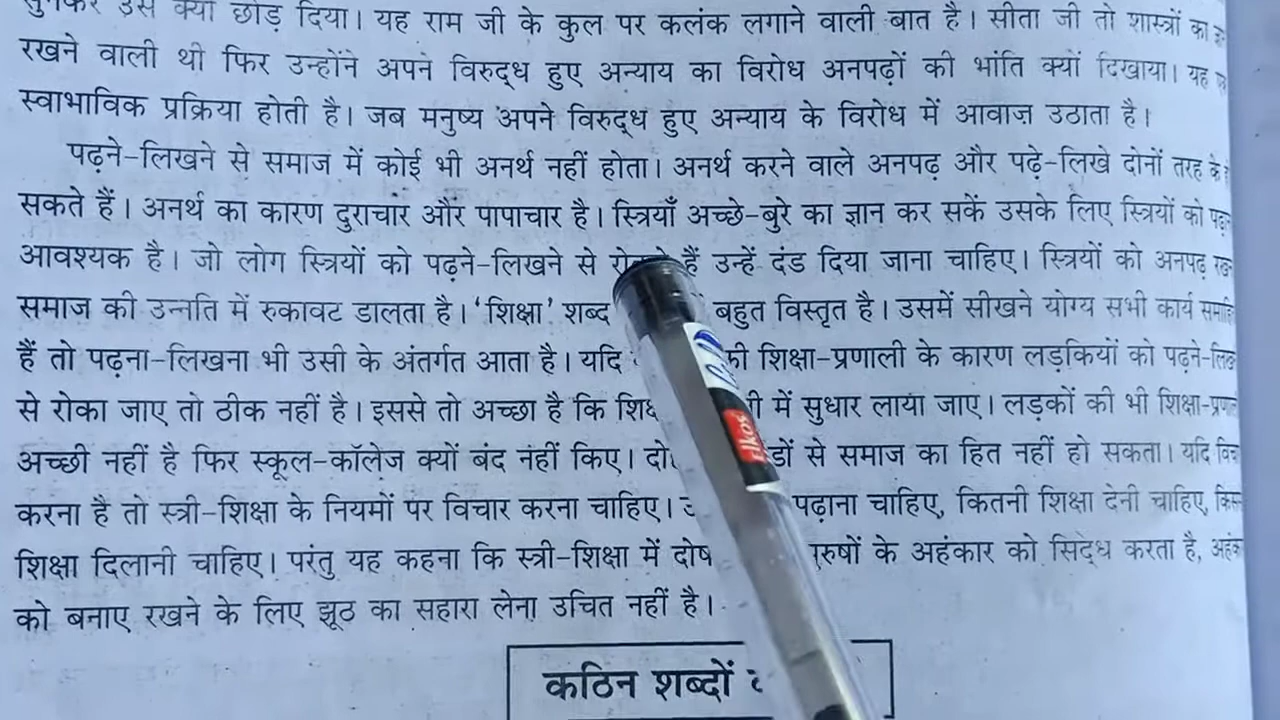 उसे क्यों छोड़ दिया। यह राम जी के कुल पर कलंक लगाने वाली बात है। सीता जी तो शास्त्रों का
रखने वाली थी फिर उन्होंने अपने विरुद्ध हुए अन्याय का विरोध अनपढ़ों की भांति क्यों दिखाया। यह
स्वाभाविक प्रक्रिया होती है। जब मनुष्य अपने विरुद्ध हुए अन्याय के विरोध में आवाज़ उठाता है।
पढ़ने-लिखने से समाज में कोई भी अनर्थ नहीं होता। अनर्थ करने वाले अनपढ़ और पढ़े-लिखे दोनों तरह के
सकते हैं। अनर्थ का कारण दुराचार और पापाचार है। स्त्रियाँ अच्छे-बुरे का ज्ञान कर सकें उसके लिए स्त्रियों को
आवश्यक है। जो लोग स्त्रियों को पढ़ने-लिखने से हैं उन्हें दंड दिया जाना चाहिए। स्त्रियों को अनपढ़
समाज की उन्नति में रुकावट डालता है। 'शिक्षा' शब्द बहुत विस्तृत है। उसमें सीखने योग्य सभी कार्य
हैं तो पढ़ना-लिखना भी उसी के अंतर्गत आता है। यदि की शिक्षा-प्रणाली के कारण लड़कियों को
से रोका जाए तो ठीक नहीं है। इससे तो अच्छा है कि में सुधार लाया जाए। लड़कों की भी
अच्छी नहीं है फिर स्कूल-कॉलेज क्यों बंद नहीं किए। से समाज का हित नहीं हो सकता। यदि
करना है तो स्त्री-शिक्षा के नियमों पर विचार करना चाहिए। पढ़ाना चाहिए, कितनी शिक्षा देनी चाहिए,
शिक्षा दिलानी चाहिए। परंतु यह कहना कि स्त्री-शिक्षा में दोष के अहंकार को सिद्ध करता है,
को बनाए रखने के लिए झूठ का सहारा लेना उचित नहीं है।
कठिन शब्दों